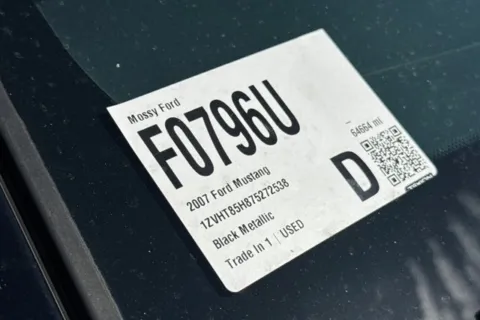 Mossy Ford
F0796U
2007 Ford Mustang
1ZVHT85H875272538
Black Metallic
Trade In 1 | USED
64664 mi
D